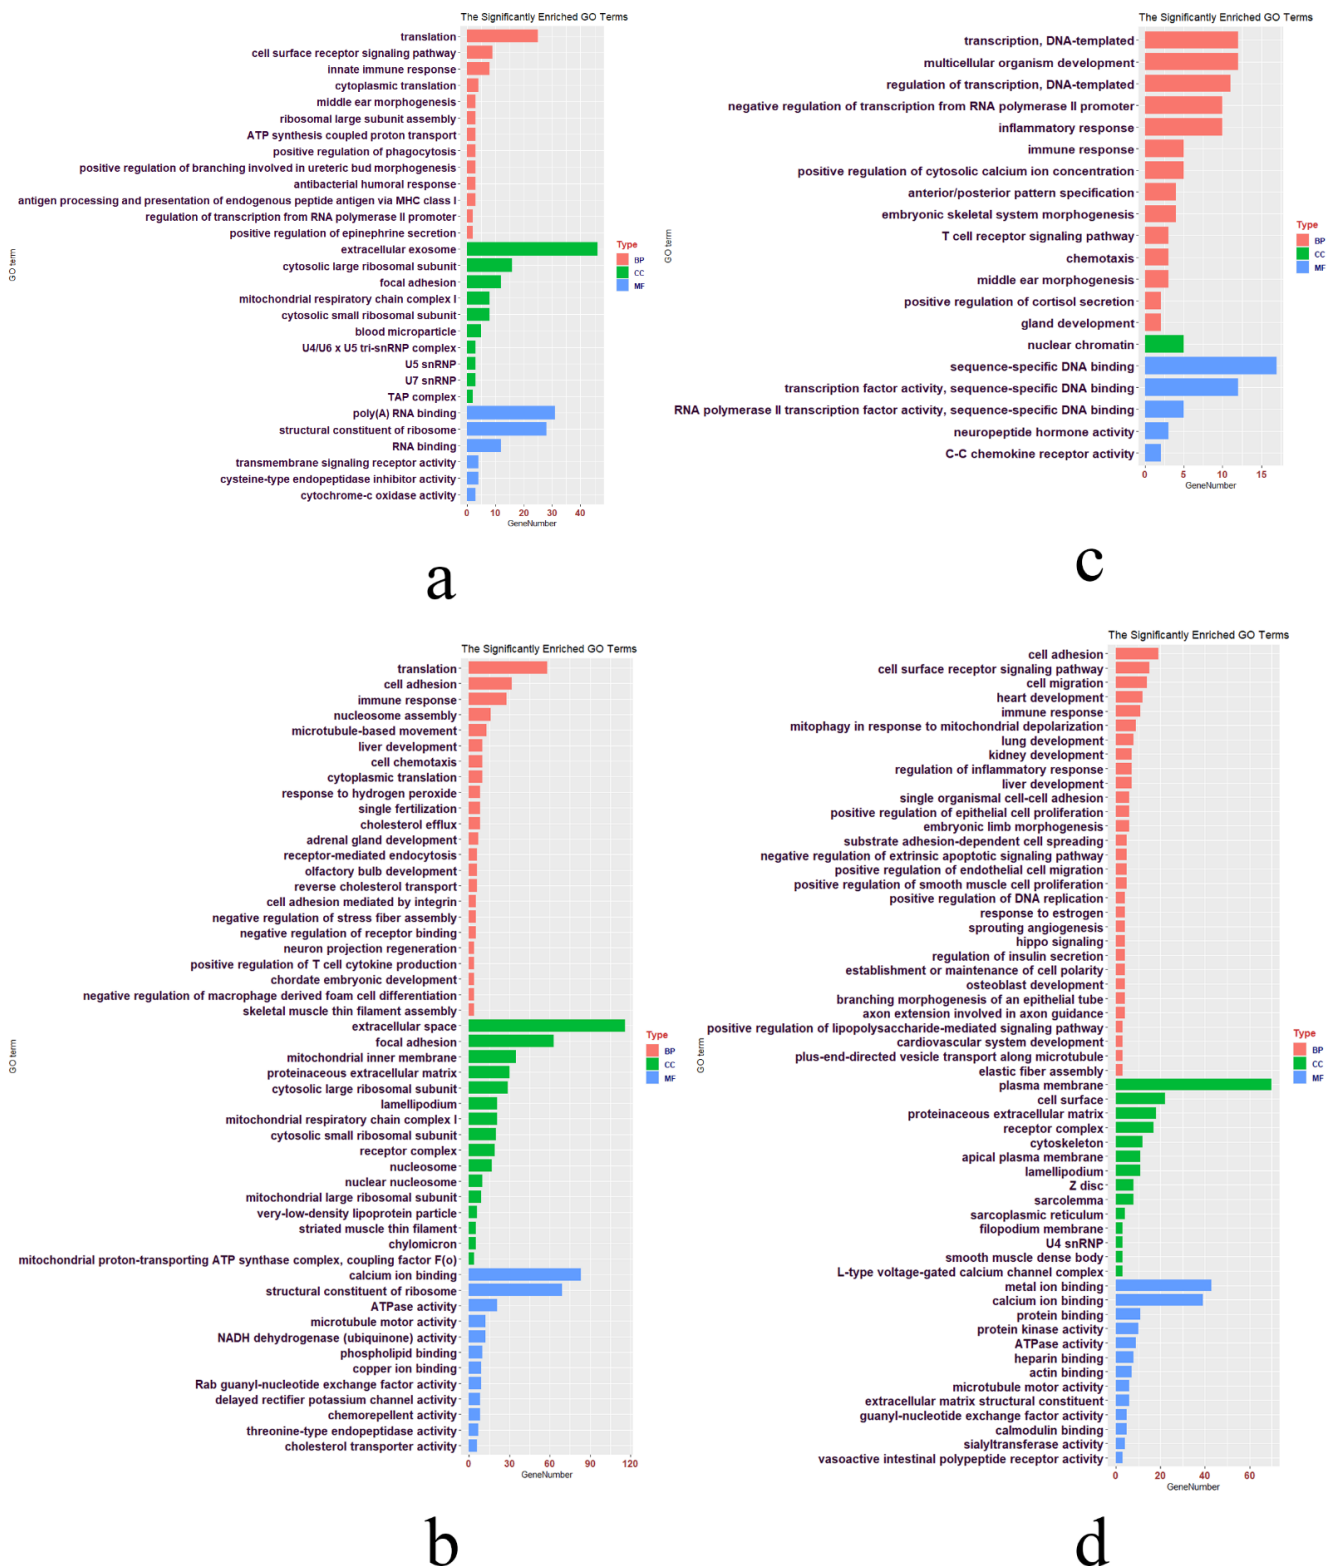 The Significantly Enriched GO Terms
translation
cell surface receptor signaling pathway
innate immune response
cytoplasmic translation
middle ear morphogenesis
ribosomal large subunit assembly
ATP synthesis coupled proton transport
positive regulation of phagocytosis
positive regulation of branching involved in ureteric bud morphogenesis
antibacterial humoral response
antigen processing and presentation of endogenous peptide antigen via MHC class I
regulation of transcription from RNA polymerase II promoter
positive regulation of epinephrine secretion
extracellular exosome
cytosolic large ribosomal subunit
focal adhesion
mitochondrial respiratory chain complex I
cytosolic small ribosomal subunit
blood microparticle
U4/U6 x U5 tri-snRNP complex
U5 snRNP
U7 snRNP
TAP complex
poly(A) RNA binding
structural constituent of ribosome
RNA binding
transmembrane signaling receptor activity
cysteine-type endopeptidase inhibitor activity
cytochrome-c oxidase activity
GO term
0 10 20 30 40
GeneNumber
Type
BP
CC
MF
a
The Significantly Enriched GO Terms
transcription, DNA-templated
multicellular organism development
regulation of transcription, DNA-templated
negative regulation of transcription from RNA polymerase II promoter
inflammatory response
immune response
positive regulation of cytosolic calcium ion concentration
anterior/posterior pattern specification
embryonic skeletal system morphogenesis
T cell receptor signaling pathway
chemotaxis
middle ear morphogenesis
positive regulation of cortisol secretion
gland development
nuclear chromatin
sequence-specific DNA binding
transcription factor activity, sequence-specific DNA binding
RNA polymerase II transcription factor activity, sequence-specific DNA binding
neuropeptide hormone activity
C-C chemokine receptor activity
GO term
0 5 10 15
GeneNumber
Type
BP
CC
MF
c
The Significantly Enriched GO Terms
translation
cell adhesion
immune response
nucleosome assembly
microtubule-based movement
liver development
cell chemotaxis
cytoplasmic translation
response to hydrogen peroxide
single fertilization
cholesterol efflux
adrenal gland development
receptor-mediated endocytosis
olfactory bulb development
reverse cholesterol transport
cell adhesion mediated by integrin
negative regulation of stress fiber assembly
negative regulation of receptor binding
neuron projection regeneration
positive regulation of T cell cytokine production
chordate embryonic development
negative regulation of macrophage derived foam cell differentiation
skeletal muscle thin filament assembly
extracellular space
focal adhesion
mitochondrial inner membrane
proteinaceous extracellular matrix
cytosolic large ribosomal subunit
lamellipodium
mitochondrial respiratory chain complex I
cytosolic small ribosomal subunit
receptor complex
nucleosome
nuclear nucleosome
mitochondrial large ribosomal subunit
very-low-density lipoprotein particle
striated muscle thin filament
chylomicron
mitochondrial proton-transporting ATP synthase complex, coupling factor F(o)
calcium ion binding
structural constituent of ribosome
ATPase activity
microtubule motor activity
NADH dehydrogenase (ubiquinone) activity
phospholipid binding
copper ion binding
Rab guanyl-nucleotide exchange factor activity
delayed rectifier potassium channel activity
chemorepellent activity
threonine-type endopeptidase activity
cholesterol transporter activity
GO term
0 30 60 90 120
GeneNumber
Type
BP
CC
MF
b
The Significantly Enriched GO Terms
cell adhesion
cell surface receptor signaling pathway
cell migration
heart development
immune response
mitophagy in response to mitochondrial depolarization
lung development
kidney development
regulation of inflammatory response
liver development
single organismal cell-cell adhesion
positive regulation of epithelial cell proliferation
embryonic limb morphogenesis
substrate adhesion-dependent cell spreading
negative regulation of extrinsic apoptotic signaling pathway
positive regulation of endothelial cell migration
positive regulation of smooth muscle cell proliferation
positive regulation of DNA replication
response to estrogen
sprouting angiogenesis
hippo signaling
regulation of insulin secretion
establishment or maintenance of cell polarity
osteoblast development
branching morphogenesis of an epithelial tube
axon extension involved in axon guidance
positive regulation of lipopolysaccharide-mediated signaling pathway
cardiovascular system development
plus-end-directed vesicle transport along microtubule
elastic fiber assembly
plasma membrane
cell surface
proteinaceous extracellular matrix
receptor complex
cytoskeleton
apical plasma membrane
lamellipodium
Z disc
sarcolemma
sarcoplasmic reticulum
filopodium membrane
U4 snRNP
smooth muscle dense body
L-type voltage-gated calcium channel complex
metal ion binding
calcium ion binding
protein binding
protein kinase activity
ATPase activity
heparin binding
actin binding
microtubule motor activity
extracellular matrix structural constituent
guanyl-nucleotide exchange factor activity
calmodulin binding
sialyltransferase activity
vasoactive intestinal polypeptide receptor activity
GO term
0 20 40 60
GeneNumber
Type
BP
CC
MF
d